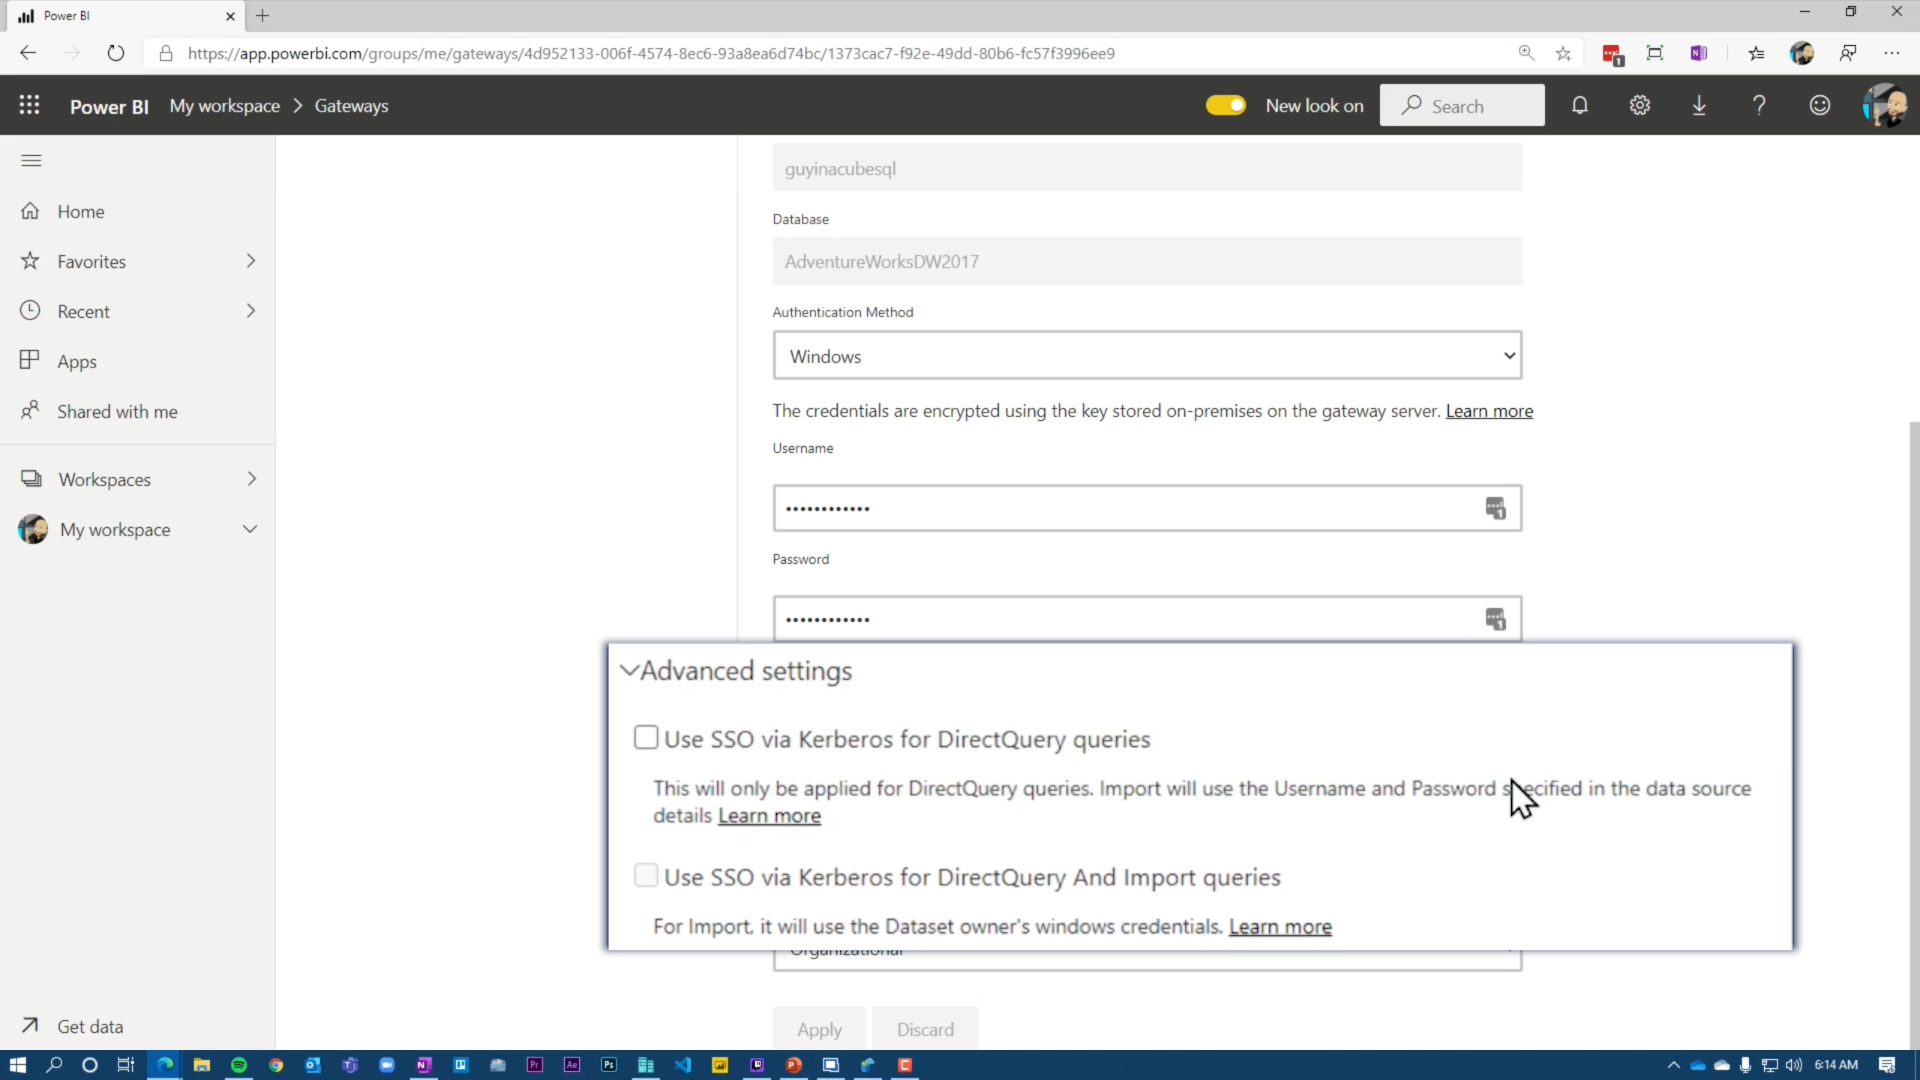 Power BI
https://app.powerbi.com/groups/me/gateways/4d952133-006f-4574-8ec6-93a8ea6d74bc/1373cac7-f92e-49dd-80b6-fc57f3996ee9
Power BI My workspace > Gateways
New look on
Search
Home
Favorites
Recent
Apps
Shared with me
Workspaces
My workspace
Get data
guyinacubesql
Database
AdventureWorksDW2017
Authentication Method
Windows
The credentials are encrypted using the key stored on-premises on the gateway server. Learn more
Username
••••••••••••
Password
••••••••••••
Advanced settings
Use SSO via Kerberos for DirectQuery queries
This will only be applied for DirectQuery queries. Import will use the Username and Password specified in the data source
details Learn more
Use SSO via Kerberos for DirectQuery And Import queries
For Import, it will use the Dataset owner's windows credentials. Learn more
Organizational
Apply Discard
6:14 AM